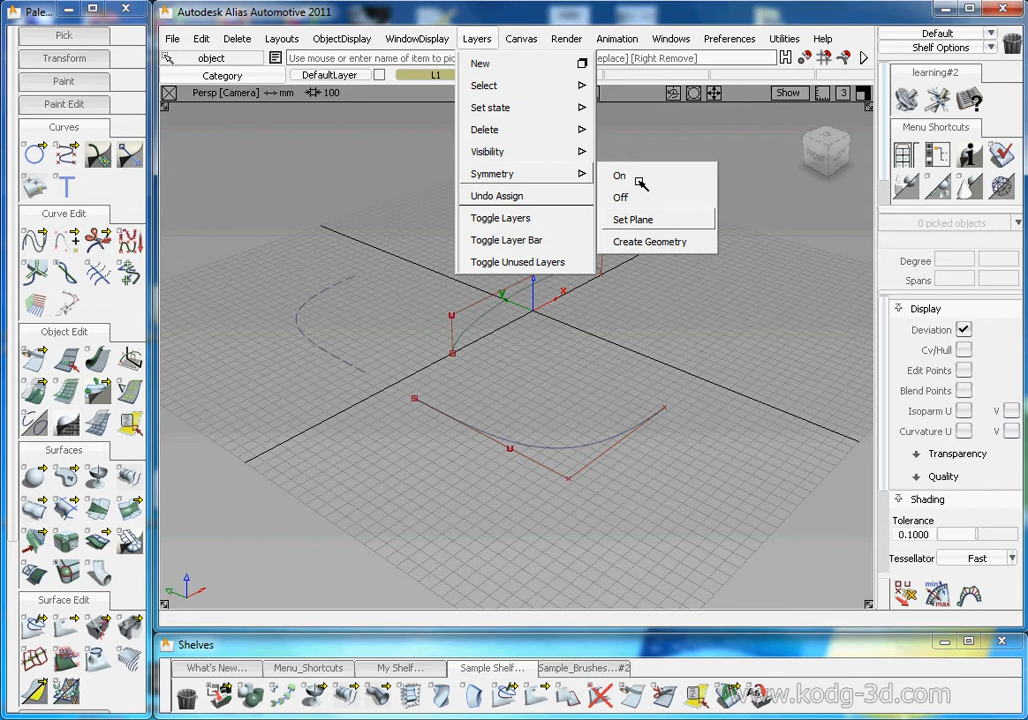 Pale...
Autodesk Alias Automotive 2011
Pick
Transform
Paint
Paint Edit
Curves
Curve Edit
Object Edit
Surfaces
Surface Edit
File Edit Delete Layouts ObjectDisplay WindowDisplay Layers Canvas Render Animation Windows Preferences Utilities Help
object
Use mouse or enter name of item to pic
eplace] [Right Remove]
Category
DefaultLayer
L1
Persp [Camera] mm 100
Show
3
New
Select
Set state
Delete
Visibility
Symmetry
Undo Assign
Toggle Layers
Toggle Layer Bar
Toggle Unused Layers
On
Off
Set Plane
Create Geometry
FRONT
LEFT
y
x
U
U
Default
Shelf Options
learning#2
Menu Shortcuts
0 picked objects
Degree
Spans
Display
Deviation
Cv/Hull
Edit Points
Blend Points
Isoparm U V
Curvature U V
Transparency
Quality
Shading
Tolerance
0.1000
Tessellator Fast
min
max
Shelves
What's New... Menu_Shortcuts My Shelf... Sample Shelf... Sample_Brushes...#2
www.kodg-3d.com